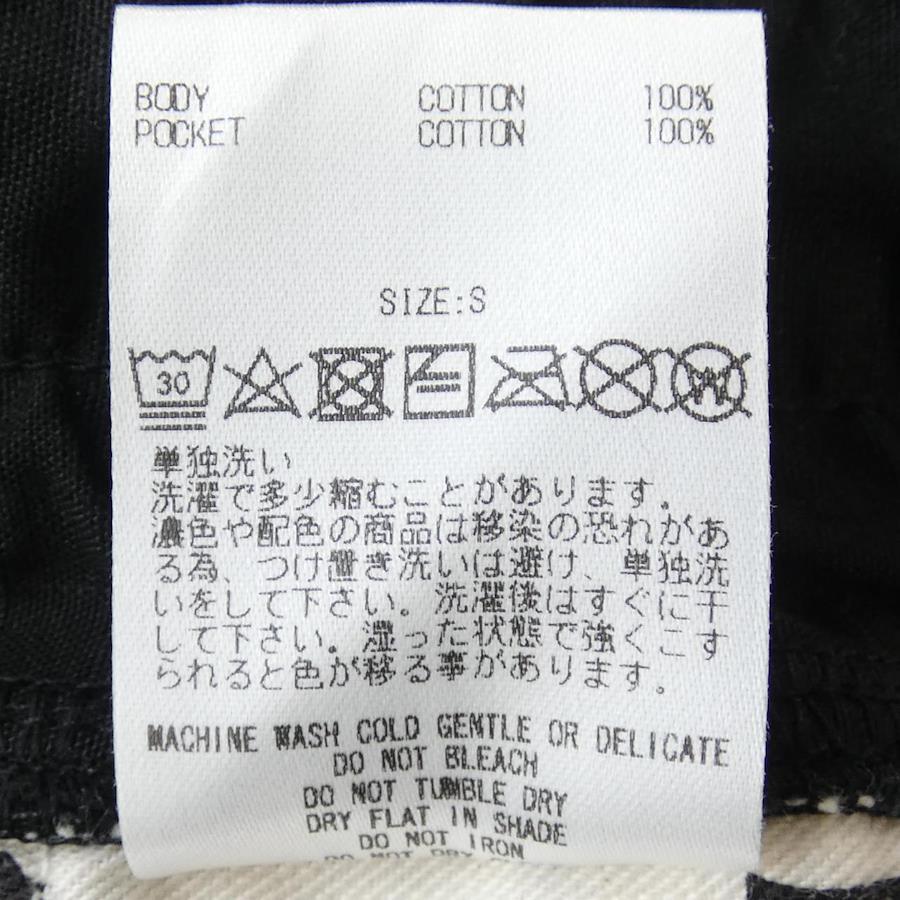 BODY COTTON 100%
POCKET COTTON 100%
SIZE:S
30 W
単独洗い
洗濯で多少縮むことがあります。
濃色や配色の商品は移染の恐れがあ
る為、つけ置き洗いは避け、単独洗
いをして下さい。洗濯後はすぐに干
して下さい。湿った状態で強くこす
られると色が移る事があります。
MACHINE WASH COLD GENTLE OR DELICATE
DO NOT BLEACH
DO NOT TUMBLE DRY
DRY FLAT IN SHADE
DO NOT IRON
DO NOT DRY